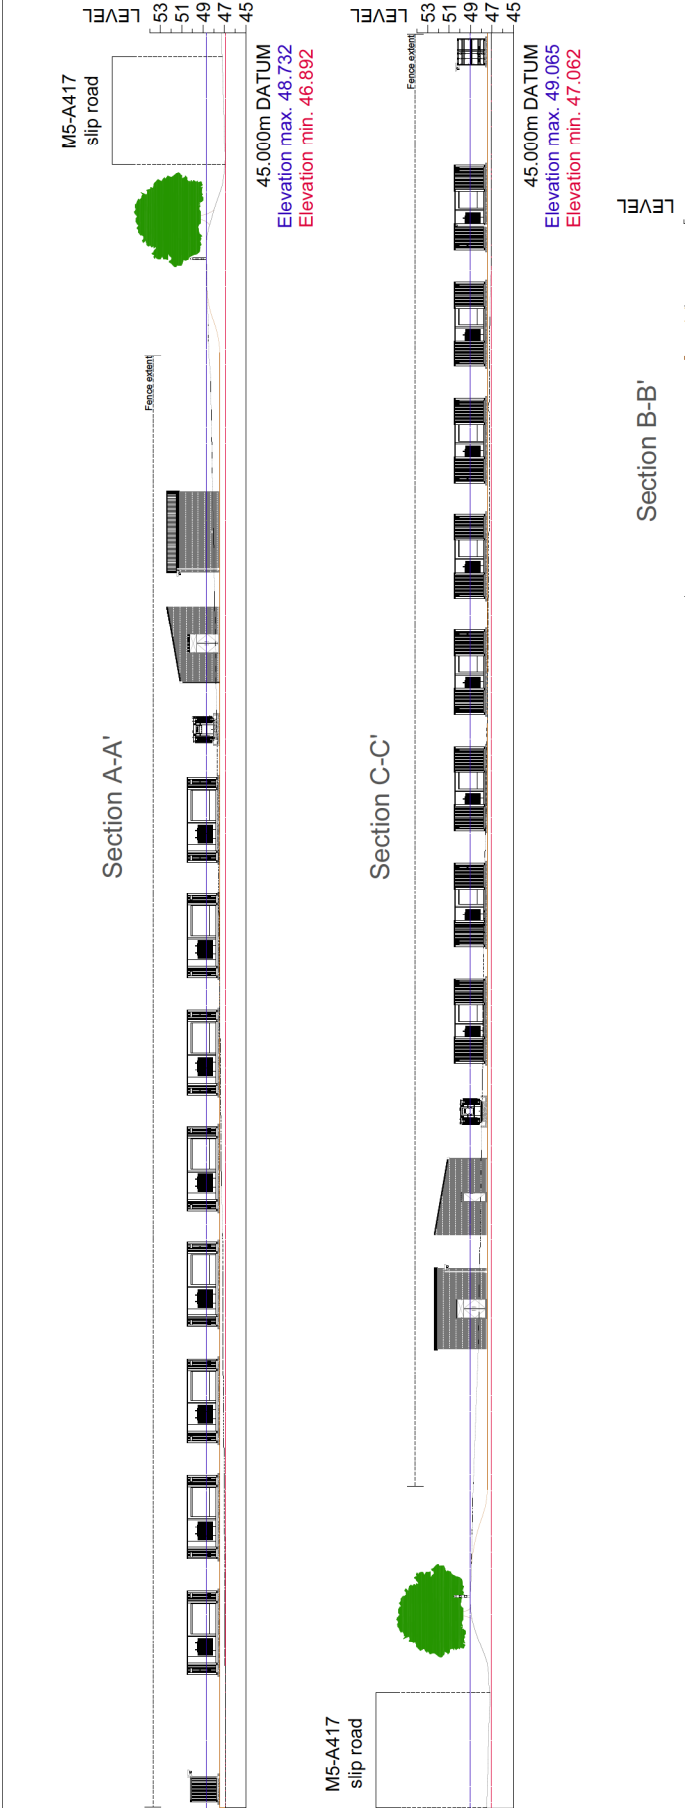 LEVEL
53
51
49
47
45
M5-A417
slip road
45.000m DATUM
Elevation max. 48.732
Elevation min. 46.892
Fence extent
Section A-A'
LEVEL
53
51
49
47
45
Fence extent
45.000m DATUM
Elevation max. 49.065
Elevation min. 47.062
Section C-C'
M5-A417
slip road
LEVEL
Section B-B'